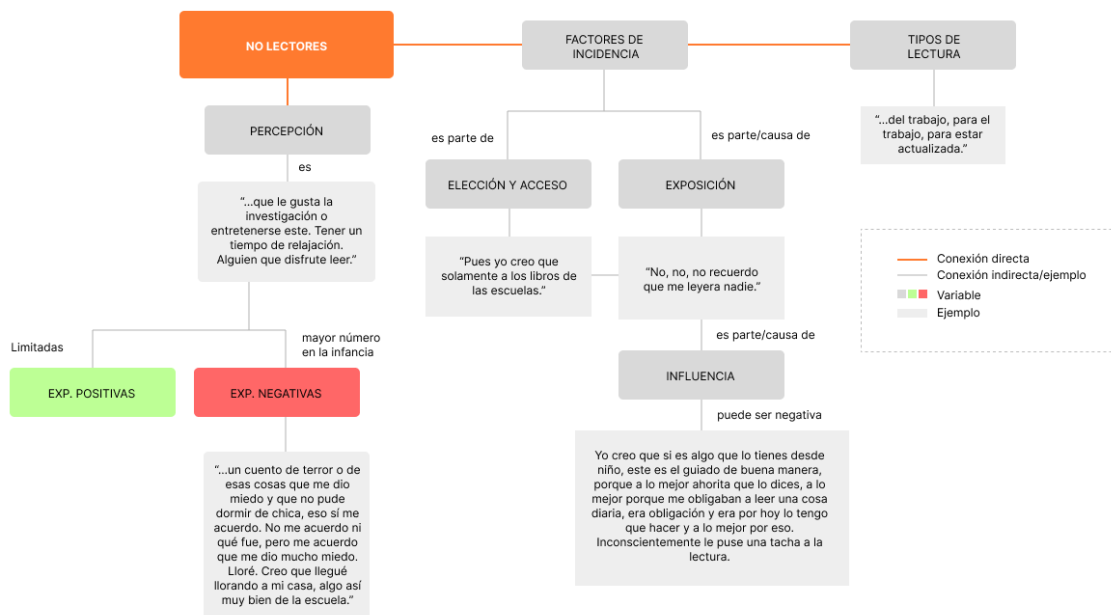 NO LECTORES
FACTORES DE
INCIDENCIA
TIPOS DE
LECTURA
PERCEPCIÓN
es
“...que le gusta la
investigación o
entretenerse este. Tener un
tiempo de relajación.
Alguien que disfrute leer.”
Limitadas
mayor número
en la infancia
EXP. POSITIVAS
EXP. NEGATIVAS
“...un cuento de terror o de
esas cosas que me dio
miedo y que no pude
dormir de chica, eso sí me
acuerdo. No me acuerdo ni
qué fue, pero me acuerdo
que me dio mucho miedo.
Lloré. Creo que llegué
llorando a mi casa, algo así
muy bien de la escuela.”
es parte de
es parte/causa de
ELECCIÓN Y ACCESO
EXPOSICIÓN
“Pues yo creo que
solamente a los libros de
las escuelas.”
“No, no, no recuerdo
que me leyera nadie.”
es parte/causa de
INFLUENCIA
puede ser negativa
Yo creo que si es algo que lo tienes desde
niño, este es el guiado de buena manera,
porque a lo mejor ahorita que lo dices, a lo
mejor porque me obligaban a leer una cosa
diaria, era obligación y era por hoy lo tengo
que hacer y a lo mejor por eso.
Inconscientemente le puse una tacha a la
lectura.
“...del trabajo, para el
trabajo, para estar
actualizada.”
Conexión directa
Conexión indirecta/ejemplo
Variable
Ejemplo